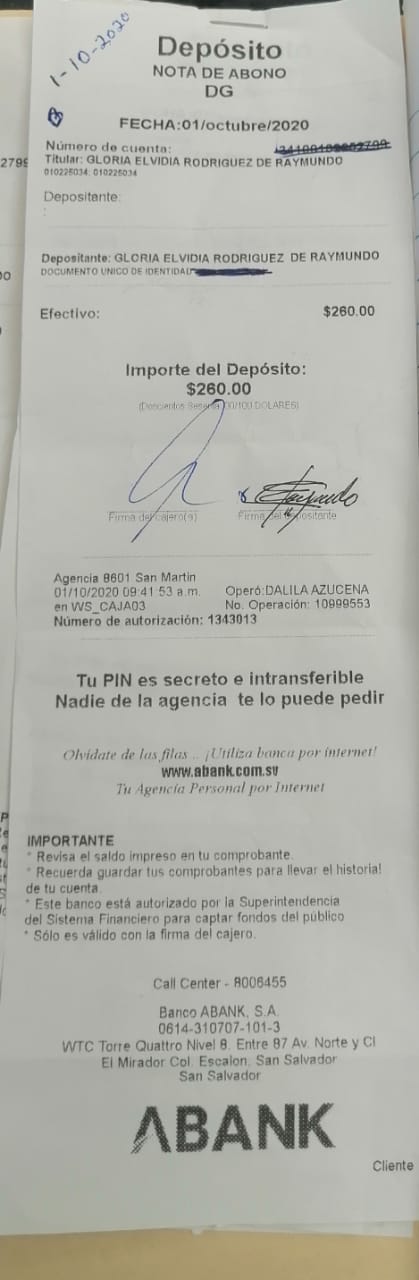 1-10-2020
Depósito
NOTA DE ABONO
DG
FECHA:01/octubre/2020
Número de cuenta:
Titular: GLORIA ELVIDIA RODRIGUEZ DE RAYMUNDO
010225034: 010225034
Depositante:
:
Depositante: GLORIA ELVIDIA RODRIGUEZ DE RAYMUNDO
DOCUMENTO UNICO DE IDENTIDAD
Efectivo: $260.00
Importe del Depósito:
$260.00
(Doscientos Sesenta 00/100 DOLARES)
Firma del cajero(a) Firma del depositante
Agencia 8601 San Martin
01/10/2020 09:41:53 a.m. Operó:DALILA AZUCENA
en WS_CAJA03 No. Operación: 10999553
Número de autorización: 1343013
Tu PIN es secreto e intransferible
Nadie de la agencia te lo puede pedir
Olvidate de las filas .. ¡Utiliza banca por internet!
www.abank.com.sv
Tu Agencia Personal por Internet
IMPORTANTE
* Revisa el saldo impreso en tu comprobante.
* Recuerda guardar tus comprobantes para llevar el historial
de tu cuenta.
* Este banco está autorizado por la Superintendencia
del Sistema Financiero para captar fondos del público
* Sólo es válido con la firma del cajero.
Call Center - 8006455
Banco ABANK, S.A.
0614-310707-101-3
WTC Torre Quattro Nivel 8. Entre 87 Av. Norte y Cl
El Mirador Col. Escalon. San Salvador
San Salvador
ABANK
Cliente